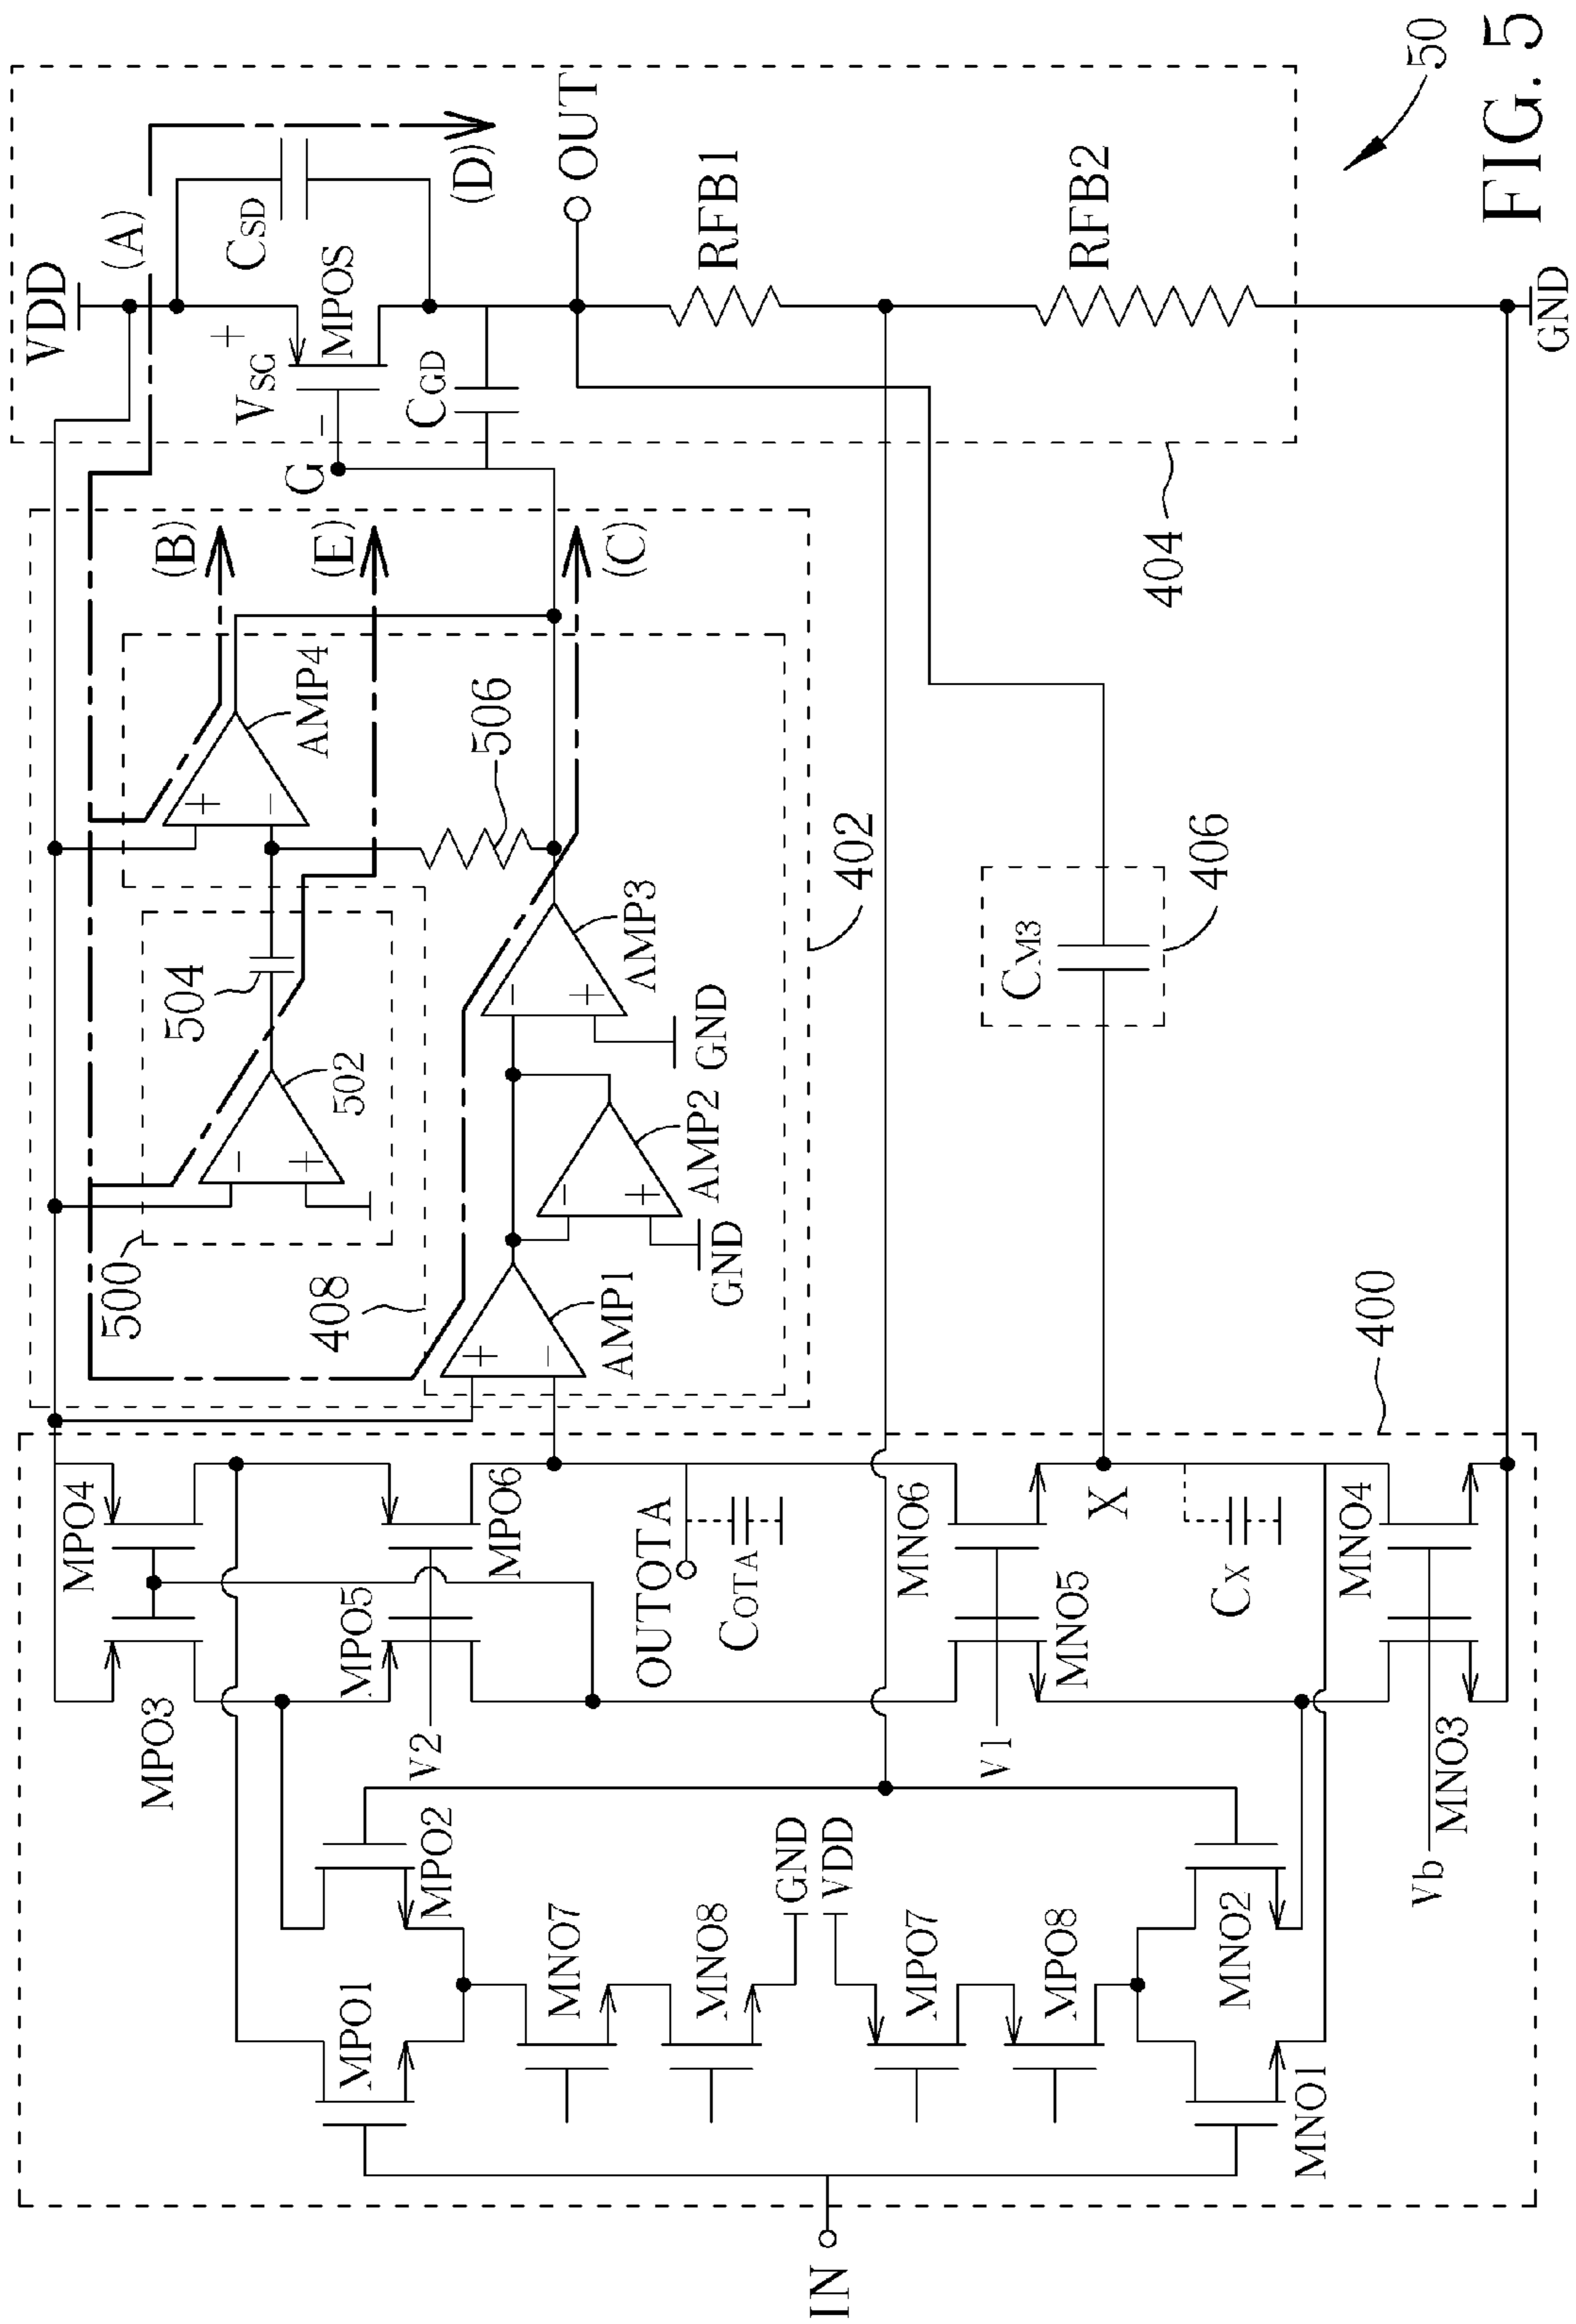 VDD
(A)
CSD
(D)
VSG
+
−
MPOS
G
CGD
OUT
RFB1
RFB2
GND
404
50
FIG. 5
(B)
(E)
(C)
AMP4
+
−
506
504
502
−
+
500
408
AMP3
−
+
GND
AMP2
−
+
GND
AMP1
+
−
402
CM3
406
400
MPO4
MPO3
MPO6
MPO5
V2
OUTOTA
COTA
MNO6
MNO5
V1
X
CX
MNO4
MNO3
Vb
MPO2
MPO1
MNO7
MNO8
GND
VDD
MPO7
MPO8
MNO2
MNO1
IN